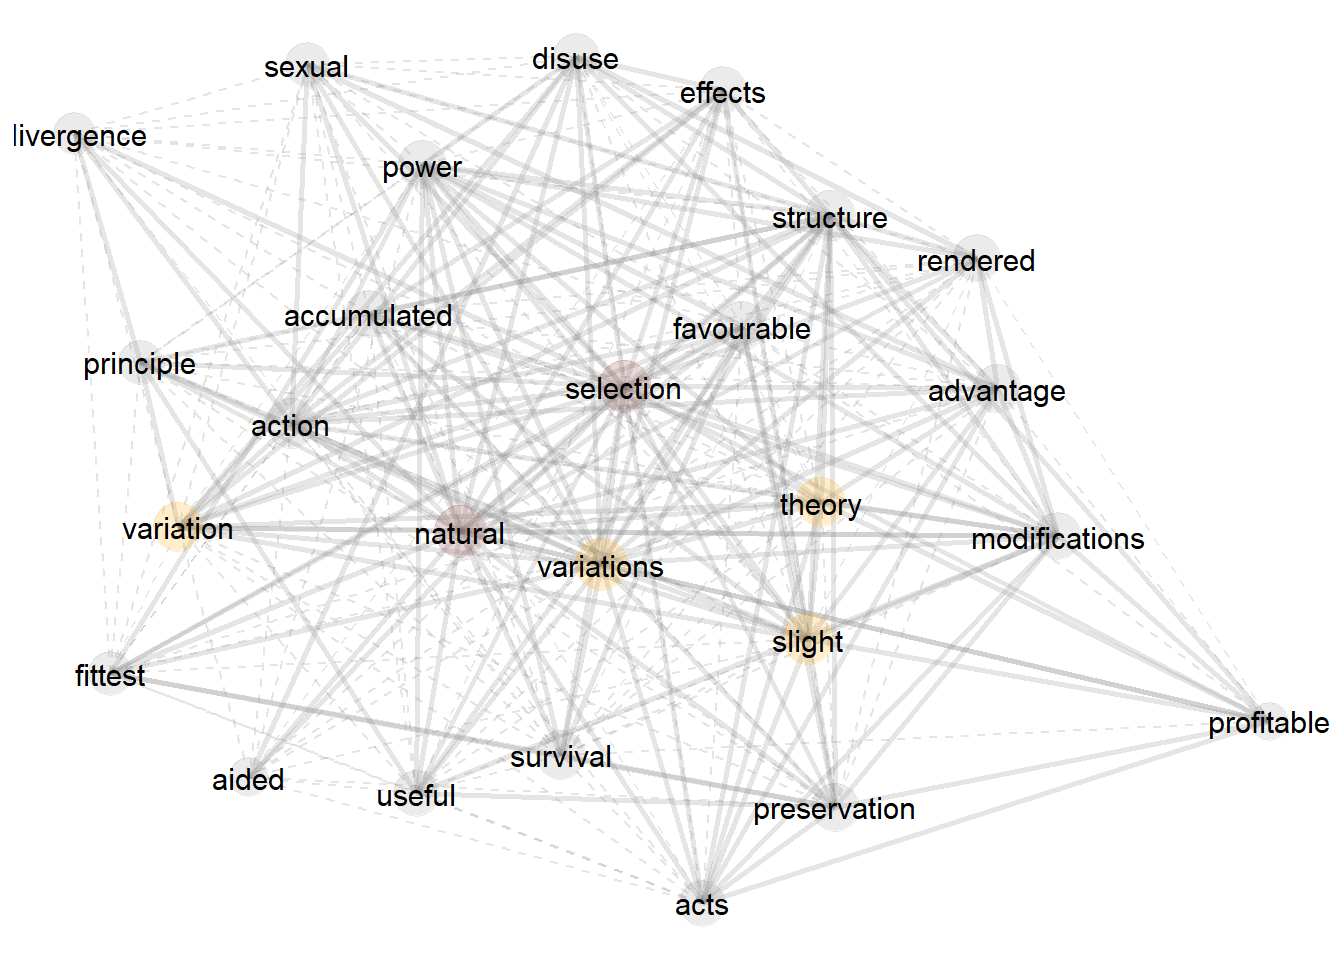 disuse
sexual
effects
livergence
power
structure
rendered
accumulated
favourable
principle
selection
advantage
action
theory
variation
natural
modifications
variations
slight
fittest
profitable
survival
aided
useful
preservation
acts